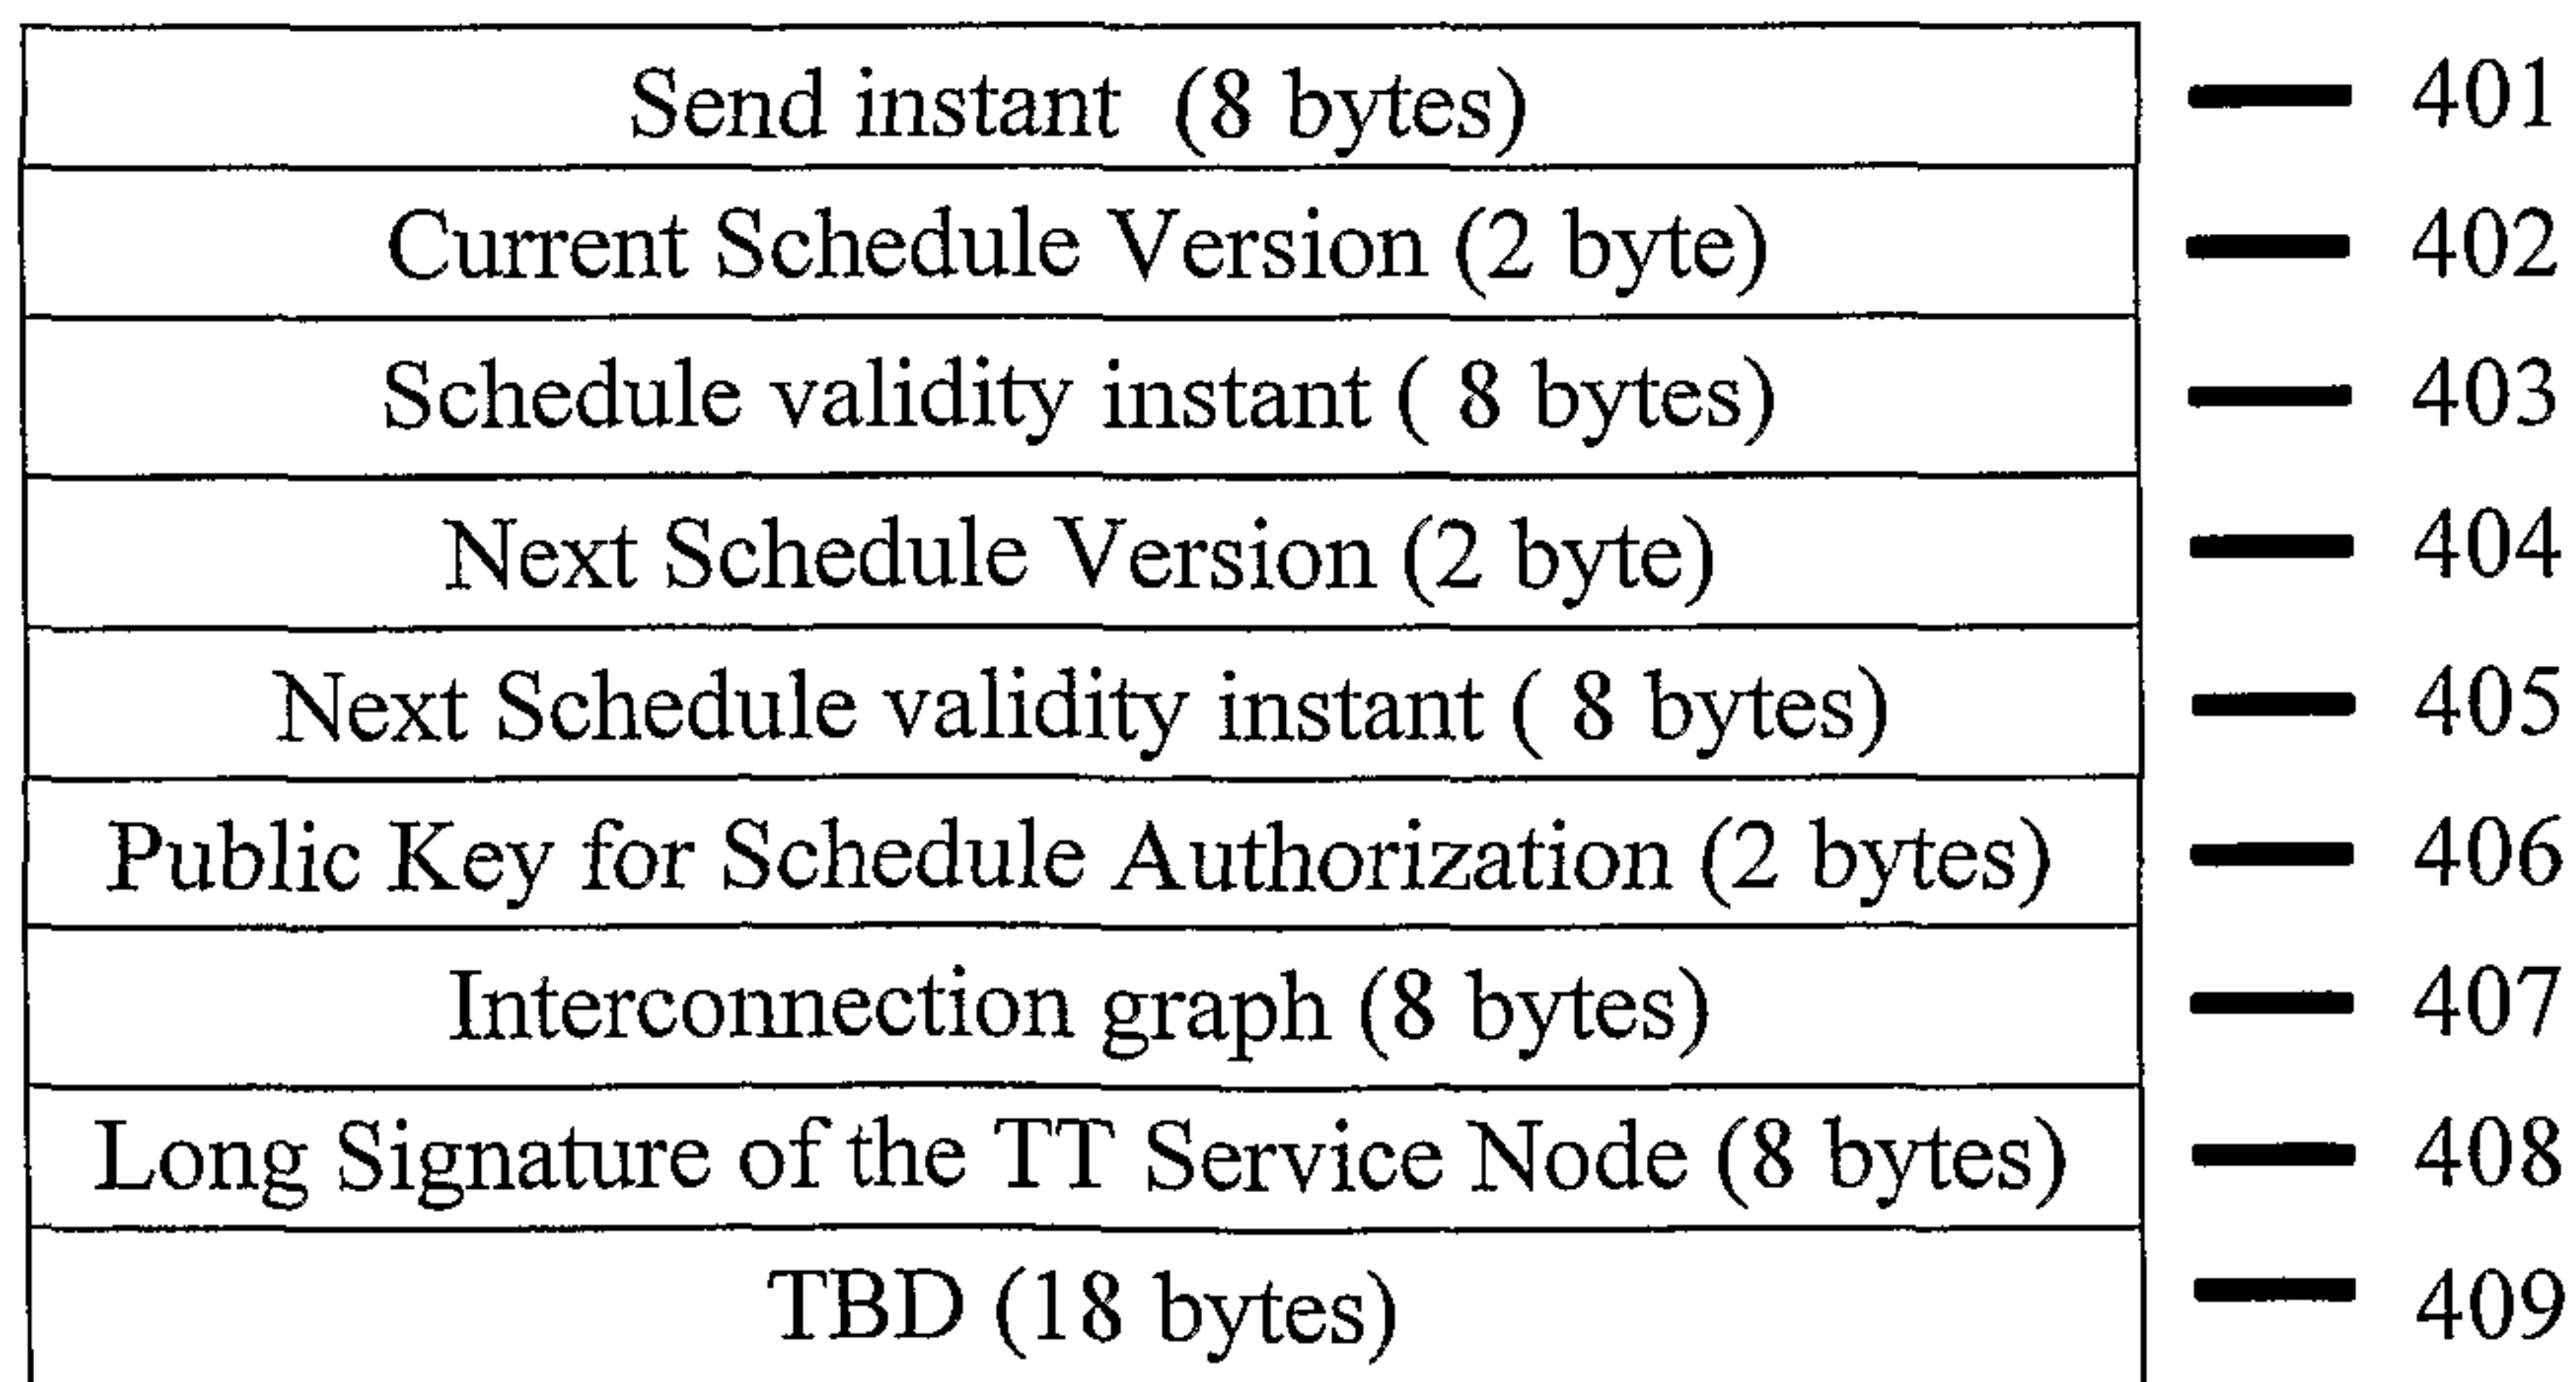 Send instant (8 bytes) 401
Current Schedule Version (2 byte) 402
Schedule validity instant ( 8 bytes) 403
Next Schedule Version (2 byte) 404
Next Schedule validity instant ( 8 bytes) 405
Public Key for Schedule Authorization (2 bytes) 406
Interconnection graph (8 bytes) 407
Long Signature of the TT Service Node (8 bytes) 408
TBD (18 bytes) 409